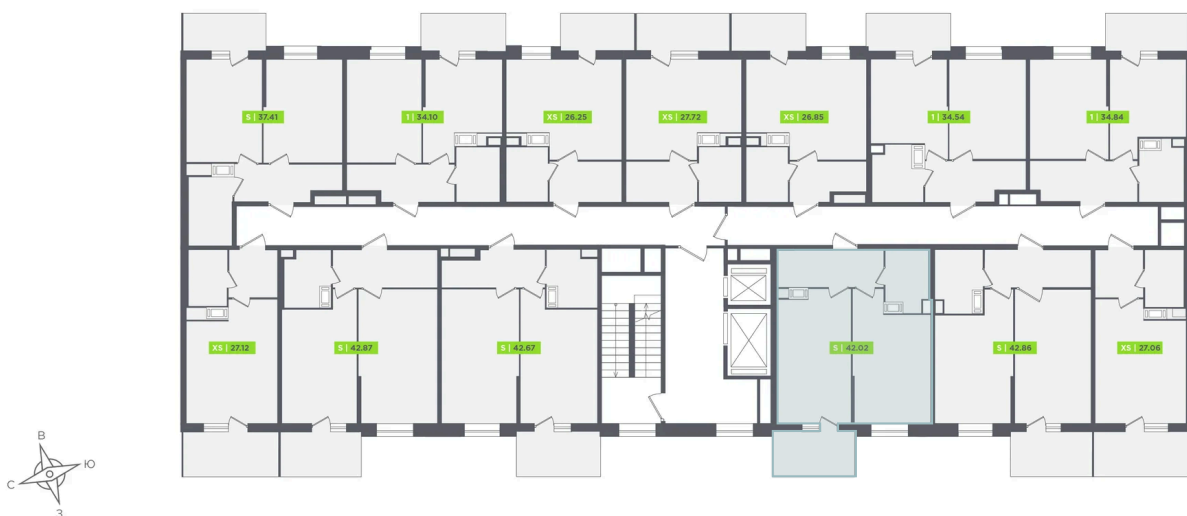 S | 37.41
1 | 34.10
XS | 26.25
XS | 27.72
XS | 26.85
1 | 34.54
1 | 34.84
XS | 27.12
S | 42.87
S | 42.67
S | 42.02
S | 42.86
XS | 27.06
В
Ю
С
З